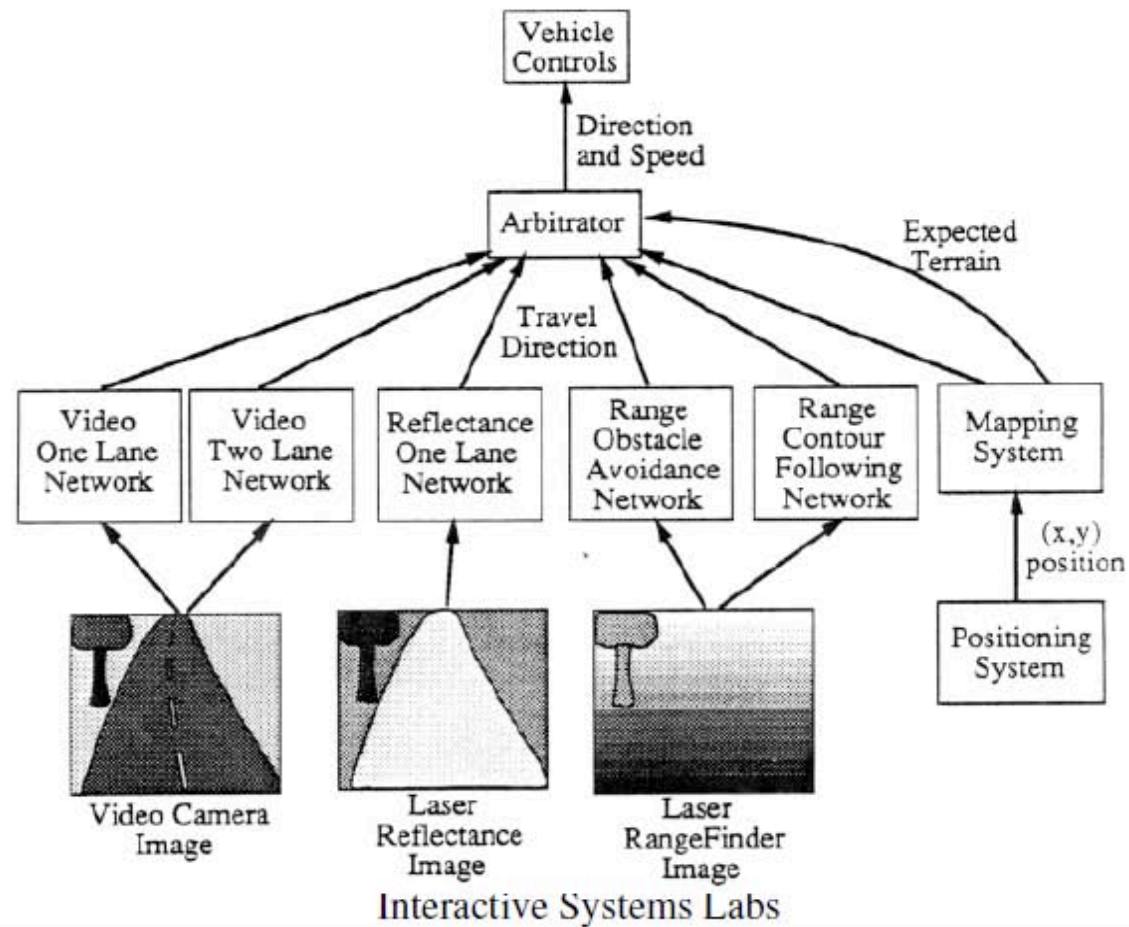 Vehicle
Controls
Direction
and Speed
Arbitrator
Expected
Terrain
Travel
Direction
Video
One Lane
Network
Video
Two Lane
Network
Reflectance
One Lane
Network
Range
Obstacle
Avoidance
Network
Range
Contour
Following
Network
Mapping
System
(x,y)
position
Positioning
System
Video Camera
Image
Laser
Reflectance
Image
Laser
RangeFinder
Image
Interactive Systems Labs